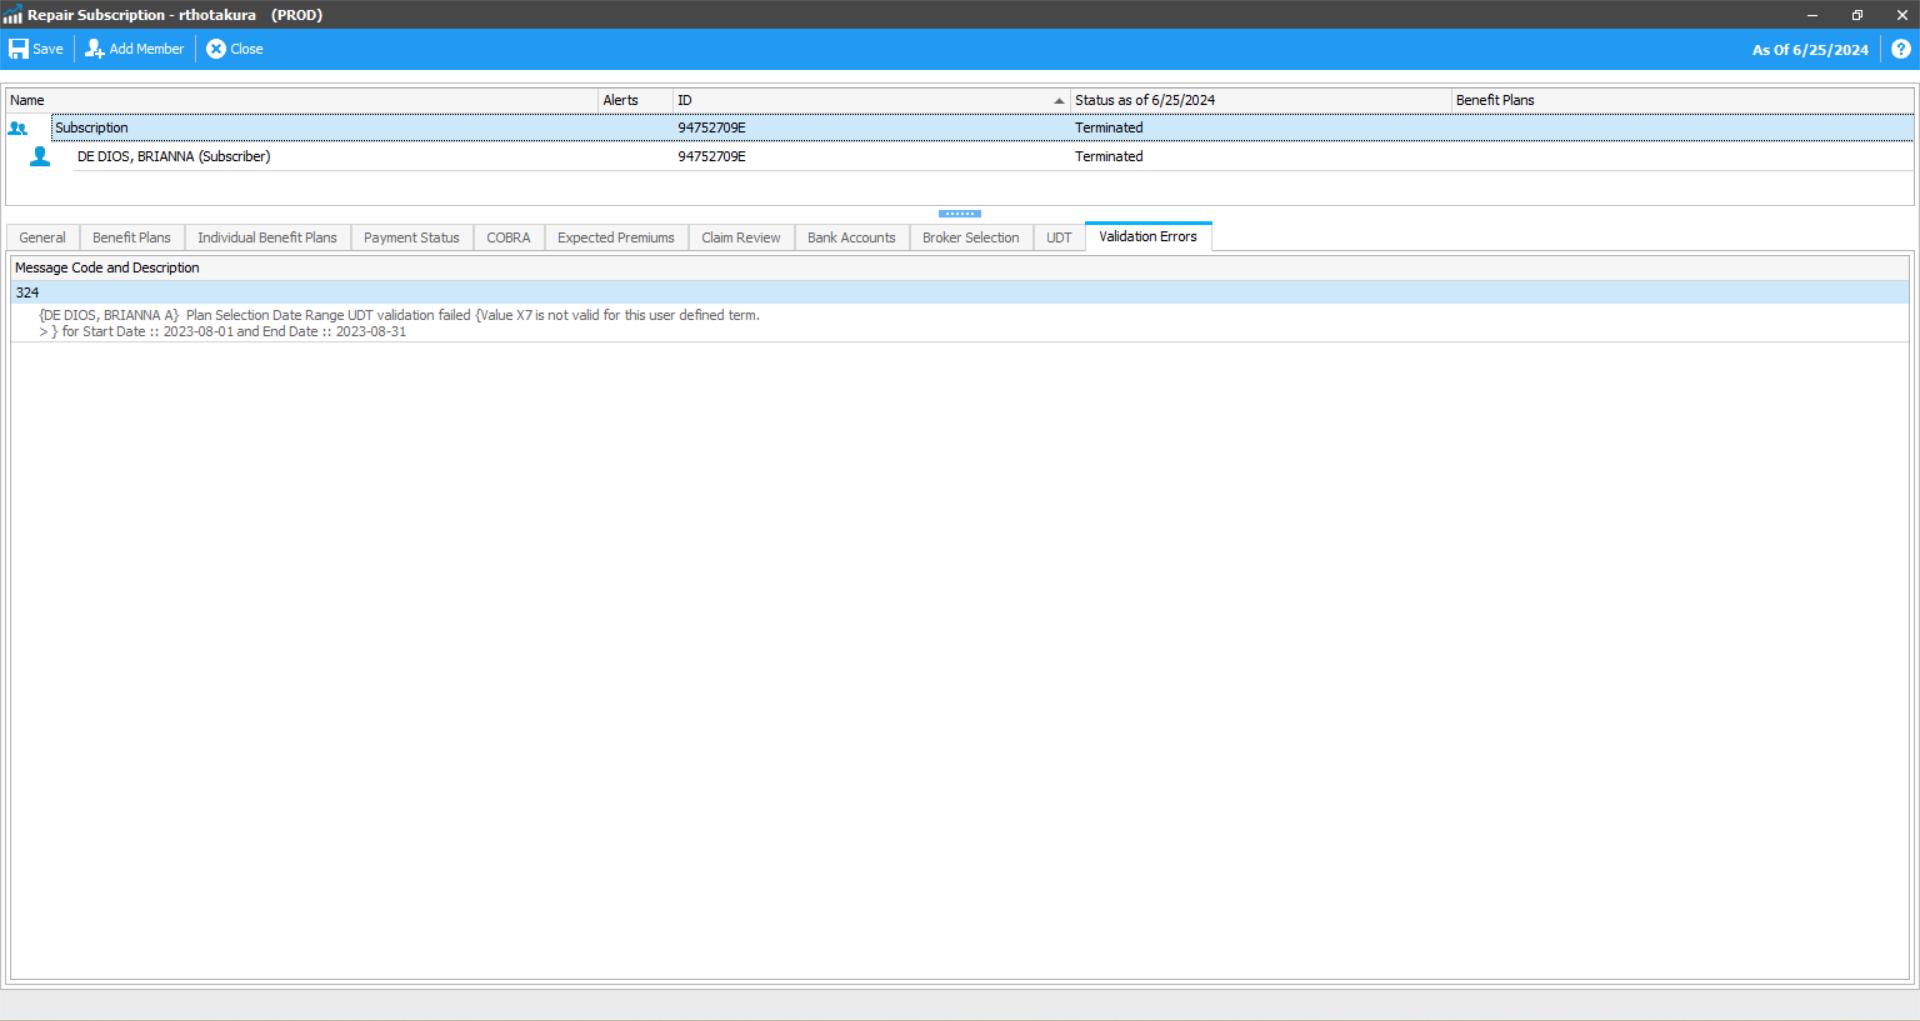 Repair Subscription - rthotakura (PROD)
Save Add Member Close As Of 6/25/2024 ?
Name Alerts ID Status as of 6/25/2024 Benefit Plans
Subscription 94752709E Terminated
DE DIOS, BRIANNA (Subscriber) 94752709E Terminated
General Benefit Plans Individual Benefit Plans Payment Status COBRA Expected Premiums Claim Review Bank Accounts Broker Selection UDT Validation Errors
Message Code and Description
324
{DE DIOS, BRIANNA A} Plan Selection Date Range UDT validation failed {Value X7 is not valid for this user defined term.
> } for Start Date :: 2023-08-01 and End Date :: 2023-08-31